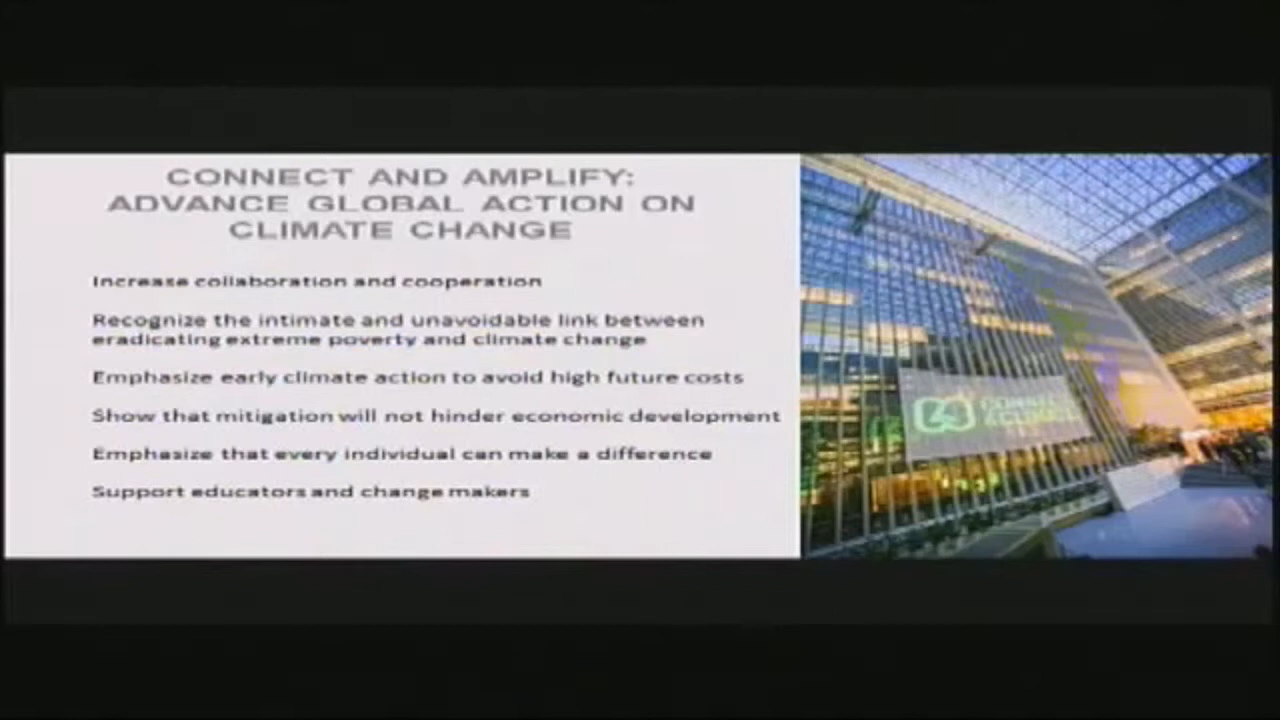 CONNECT AND AMPLIFY:
ADVANCE GLOBAL ACTION ON
CLIMATE CHANGE
Increase collaboration and cooperation
Recognize the intimate and unavoidable link between
eradicating extreme poverty and climate change
Emphasize early climate action to avoid high future costs
Show that mitigation will not hinder economic development
Emphasize that every individual can make a difference
Support educators and change makers